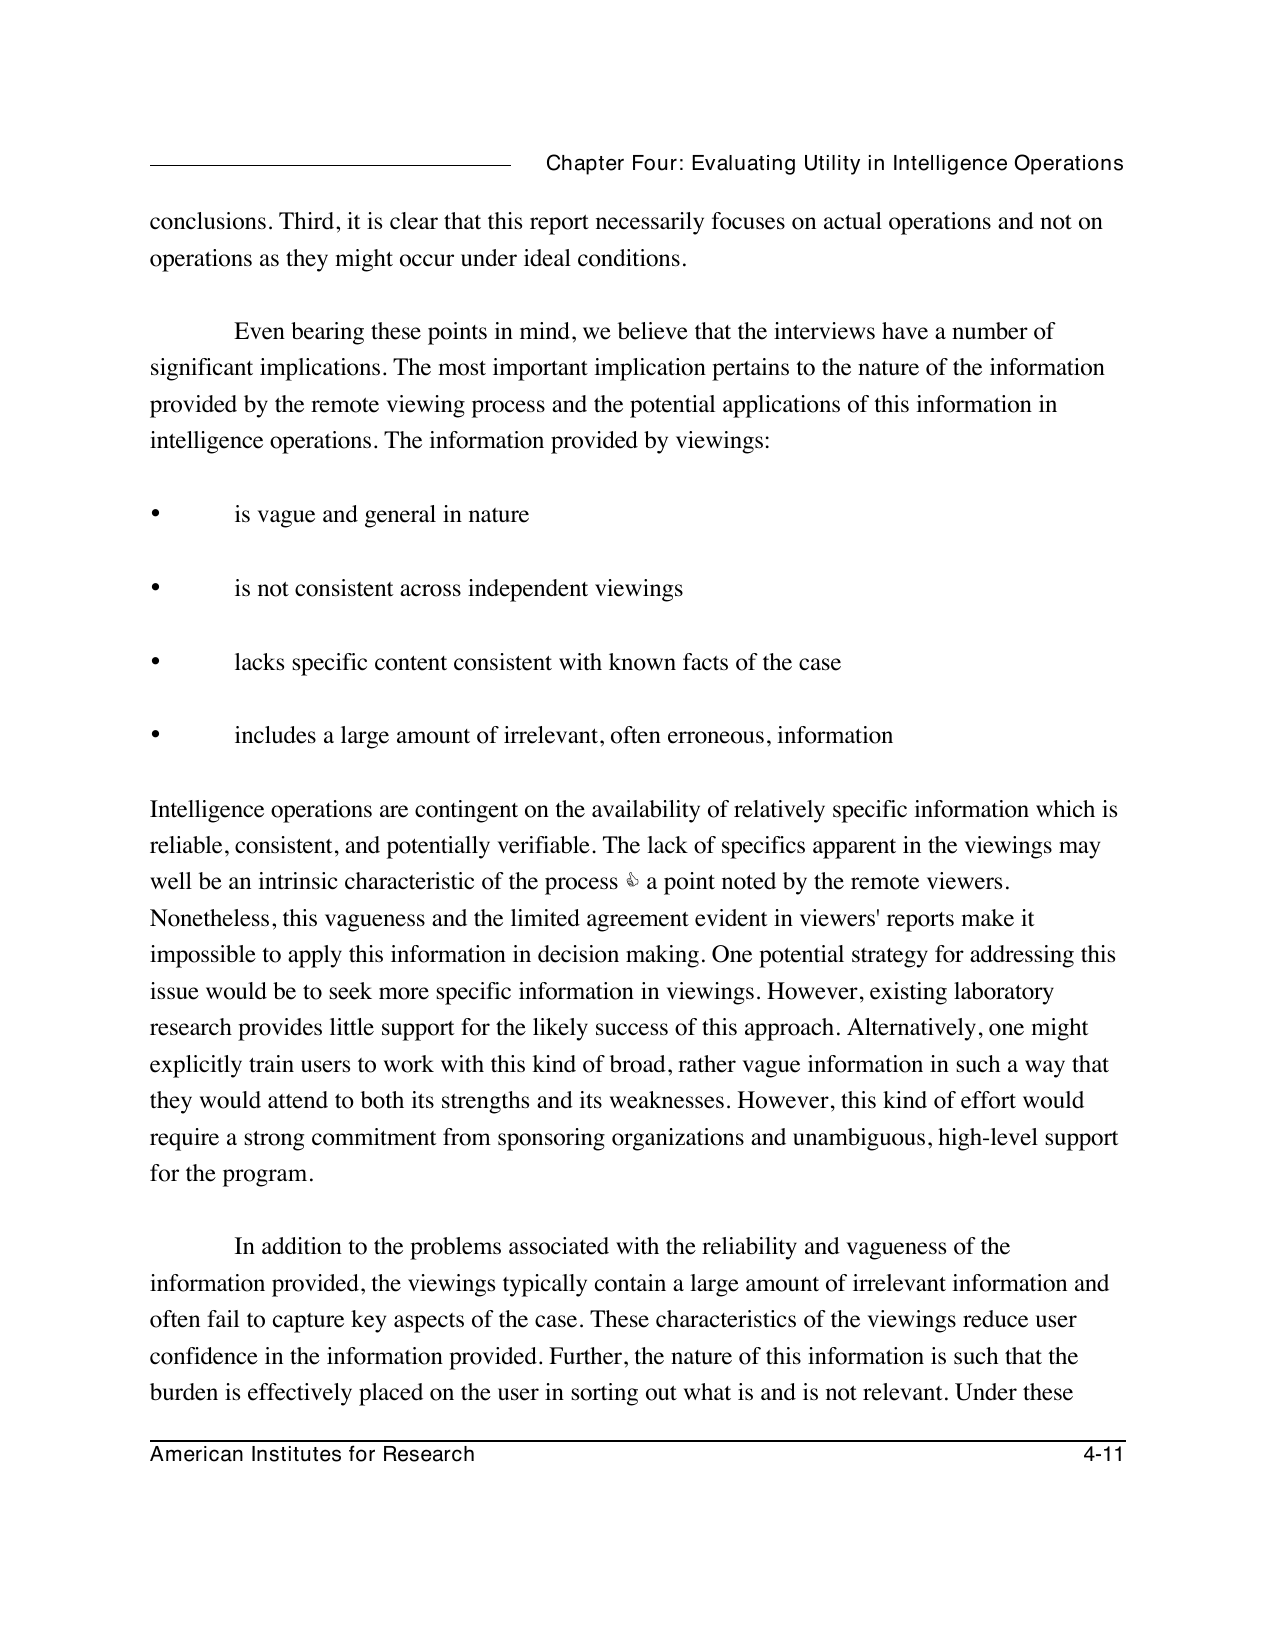 Chapter Four: Evaluating Utility in Intelligence Operations
conclusions. Third, it is clear that this report necessarily focuses on actual operations and not on
operations as they might occur under ideal conditions.
Even bearing these points in mind, we believe that the interviews have a number of
significant implications. The most important implication pertains to the nature of the information
provided by the remote viewing process and the potential applications of this information in
intelligence operations. The information provided by viewings:
• is vague and general in nature
• is not consistent across independent viewings
• lacks specific content consistent with known facts of the case
• includes a large amount of irrelevant, often erroneous, information
Intelligence operations are contingent on the availability of relatively specific information which is
reliable, consistent, and potentially verifiable. The lack of specifics apparent in the viewings may
well be an intrinsic characteristic of the process 👍 a point noted by the remote viewers.
Nonetheless, this vagueness and the limited agreement evident in viewers' reports make it
impossible to apply this information in decision making. One potential strategy for addressing this
issue would be to seek more specific information in viewings. However, existing laboratory
research provides little support for the likely success of this approach. Alternatively, one might
explicitly train users to work with this kind of broad, rather vague information in such a way that
they would attend to both its strengths and its weaknesses. However, this kind of effort would
require a strong commitment from sponsoring organizations and unambiguous, high-level support
for the program.
In addition to the problems associated with the reliability and vagueness of the
information provided, the viewings typically contain a large amount of irrelevant information and
often fail to capture key aspects of the case. These characteristics of the viewings reduce user
confidence in the information provided. Further, the nature of this information is such that the
burden is effectively placed on the user in sorting out what is and is not relevant. Under these
American Institutes for Research 4-11